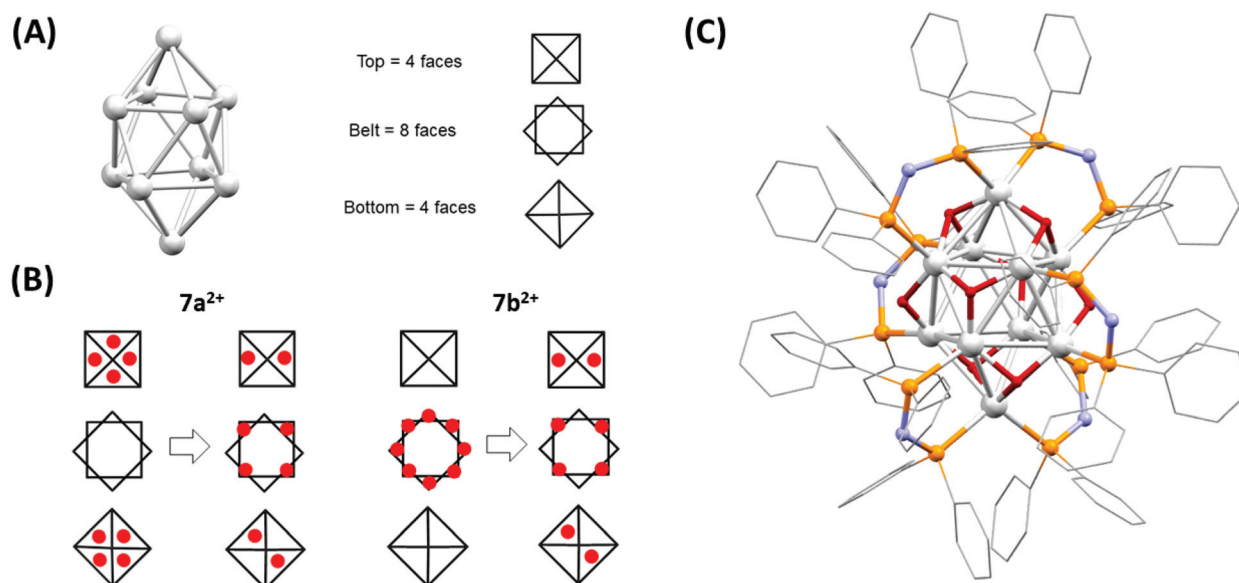 (A)
Top = 4 faces
Belt = 8 faces
Bottom = 4 faces
(B)
7a²⁺
7b²⁺
(C)